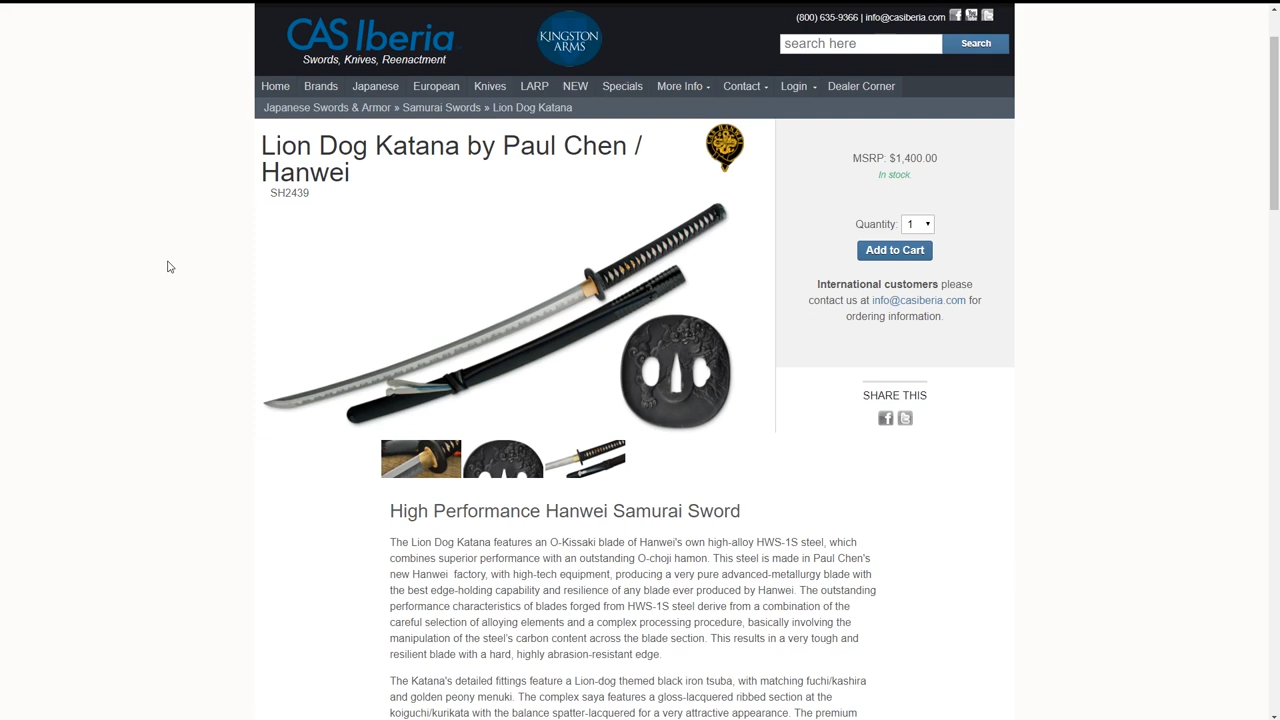 CAS Iberia
Swords, Knives, Reenactment
KINGSTON
ARMS
(800) 635-9366 | info@casiberia.com
search here Search
Home Brands Japanese European Knives LARP NEW Specials More Info Contact Login Dealer Corner
Japanese Swords & Armor » Samurai Swords » Lion Dog Katana
Lion Dog Katana by Paul Chen /
Hanwei
SH2439
MSRP: $1,400.00
In stock.
Quantity: 1
Add to Cart
International customers please
contact us at info@casiberia.com for
ordering information.
SHARE THIS
High Performance Hanwei Samurai Sword
The Lion Dog Katana features an O-Kissaki blade of Hanwei's own high-alloy HWS-1S steel, which
combines superior performance with an outstanding O-choji hamon. This steel is made in Paul Chen's
new Hanwei factory, with high-tech equipment, producing a very pure advanced-metallurgy blade with
the best edge-holding capability and resilience of any blade ever produced by Hanwei. The outstanding
performance characteristics of blades forged from HWS-1S steel derive from a combination of the
careful selection of alloying elements and a complex processing procedure, basically involving the
manipulation of the steel's carbon content across the blade section. This results in a very tough and
resilient blade with a hard, highly abrasion-resistant edge.
The Katana's detailed fittings feature a Lion-dog themed black iron tsuba, with matching fuchi/kashira
and golden peony menuki. The complex saya features a gloss-lacquered ribbed section at the
koiguchi/kurikata with the balance spatter-lacquered for a very attractive appearance. The premium